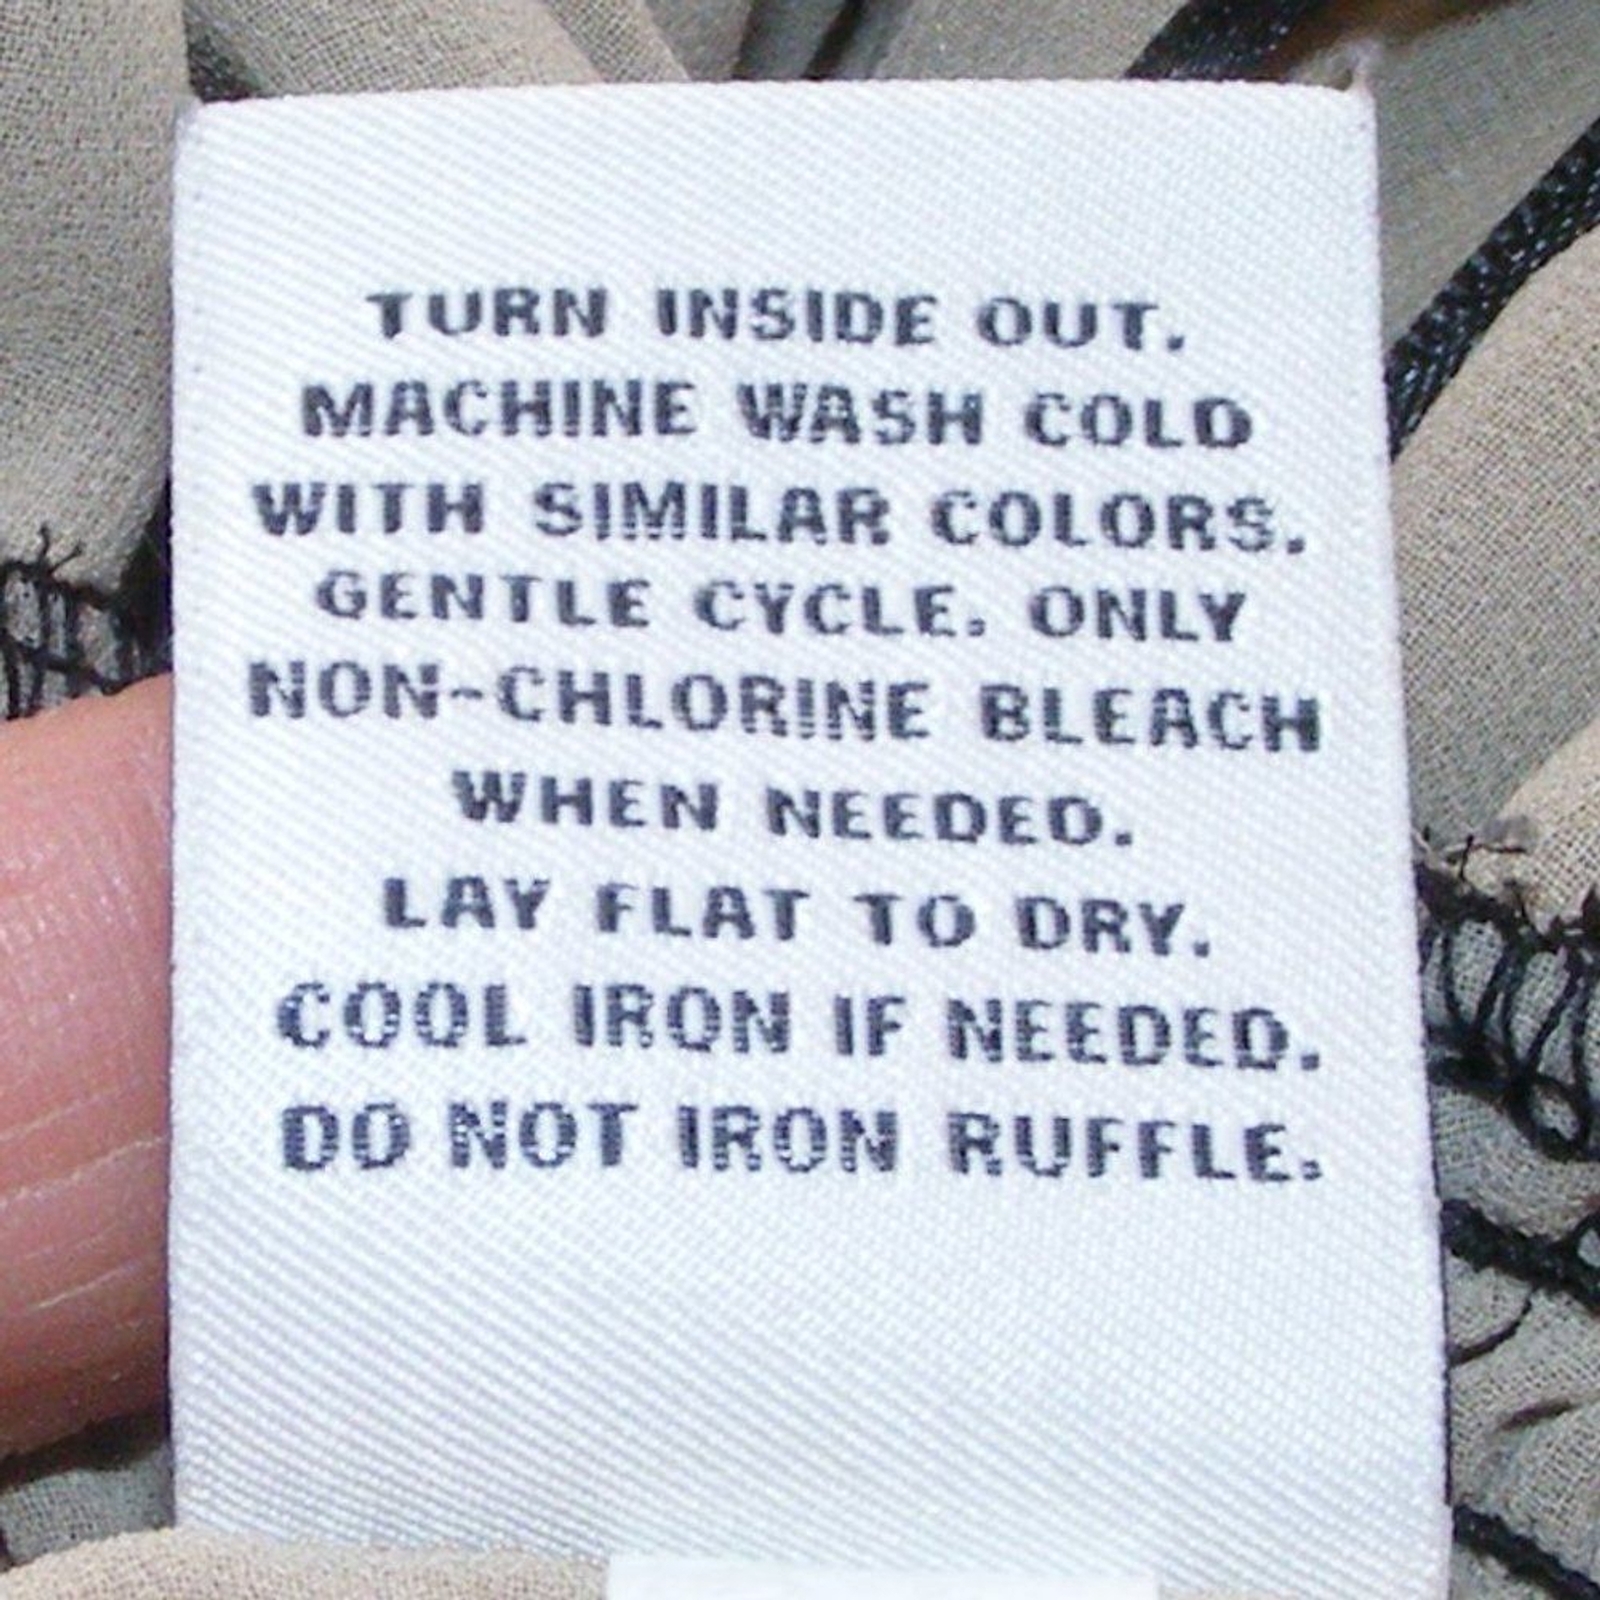 TURN INSIDE OUT.
MACHINE WASH COLD
WITH SIMILAR COLORS.
GENTLE CYCLE. ONLY
NON-CHLORINE BLEACH
WHEN NEEDED.
LAY FLAT TO DRY.
COOL IRON IF NEEDED.
DO NOT IRON RUFFLE.